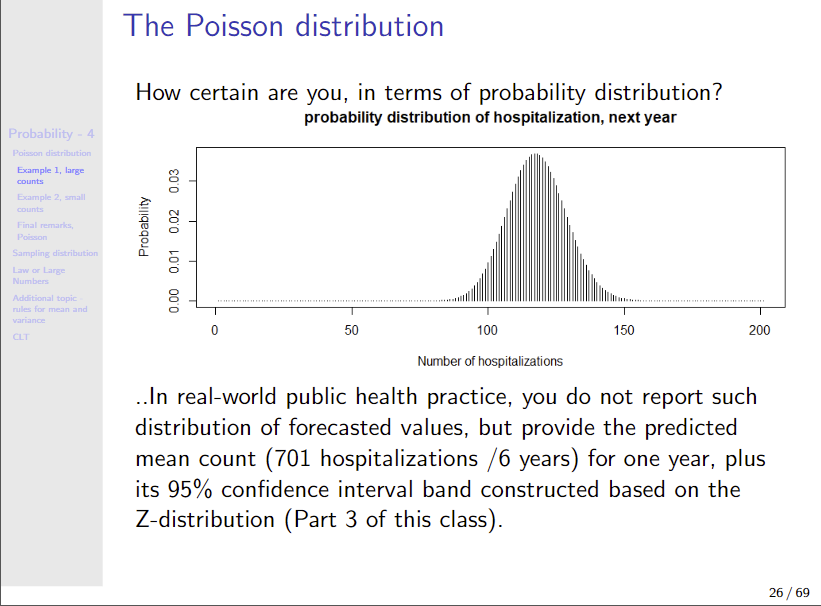 The Poisson distribution
Probability - 4
Poisson distribution
Example 1, large
counts
Example 2, small
counts
Final remarks,
Poisson
Sampling distribution
Law or Large
Numbers
Additional topic -
rules for mean and
variance
CLT
How certain are you, in terms of probability distribution?
probability distribution of hospitalization, next year
Probability
0.00 0.01 0.02 0.03
0 50 100 150 200
Number of hospitalizations
..In real-world public health practice, you do not report such
distribution of forecasted values, but provide the predicted
mean count (701 hospitalizations /6 years) for one year, plus
its 95% confidence interval band constructed based on the
Z-distribution (Part 3 of this class).
26 / 69